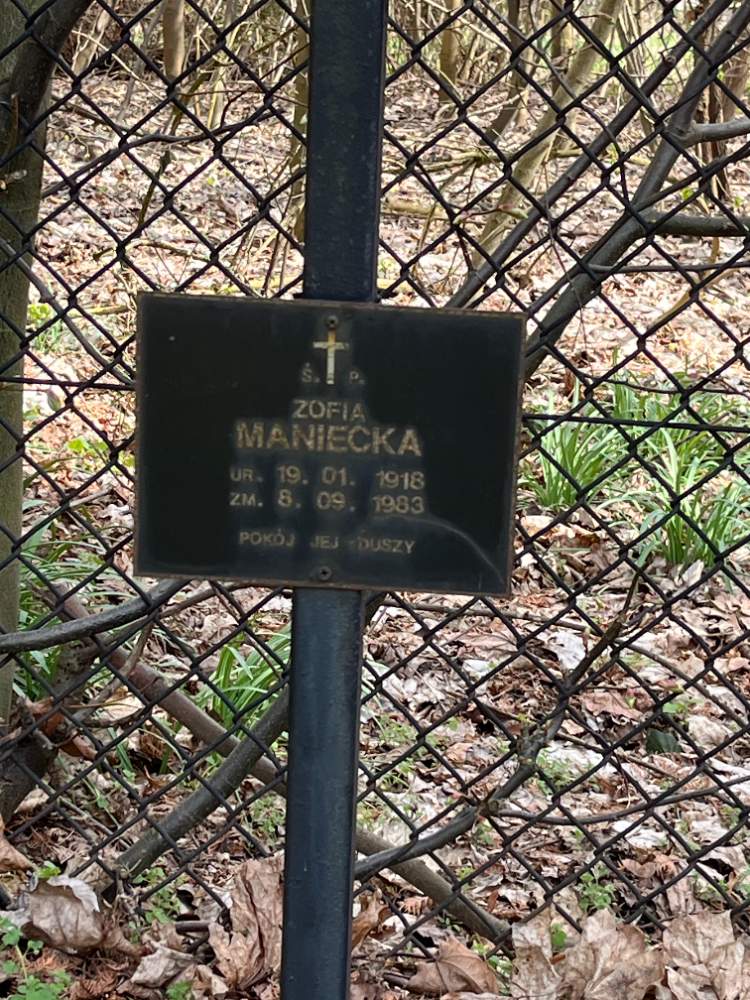 Ś. P.
ZOFIA
MANIECKA
UR. 19. 01. 1918
ZM. 8. 09. 1983
POKÓJ JEJ DUSZY